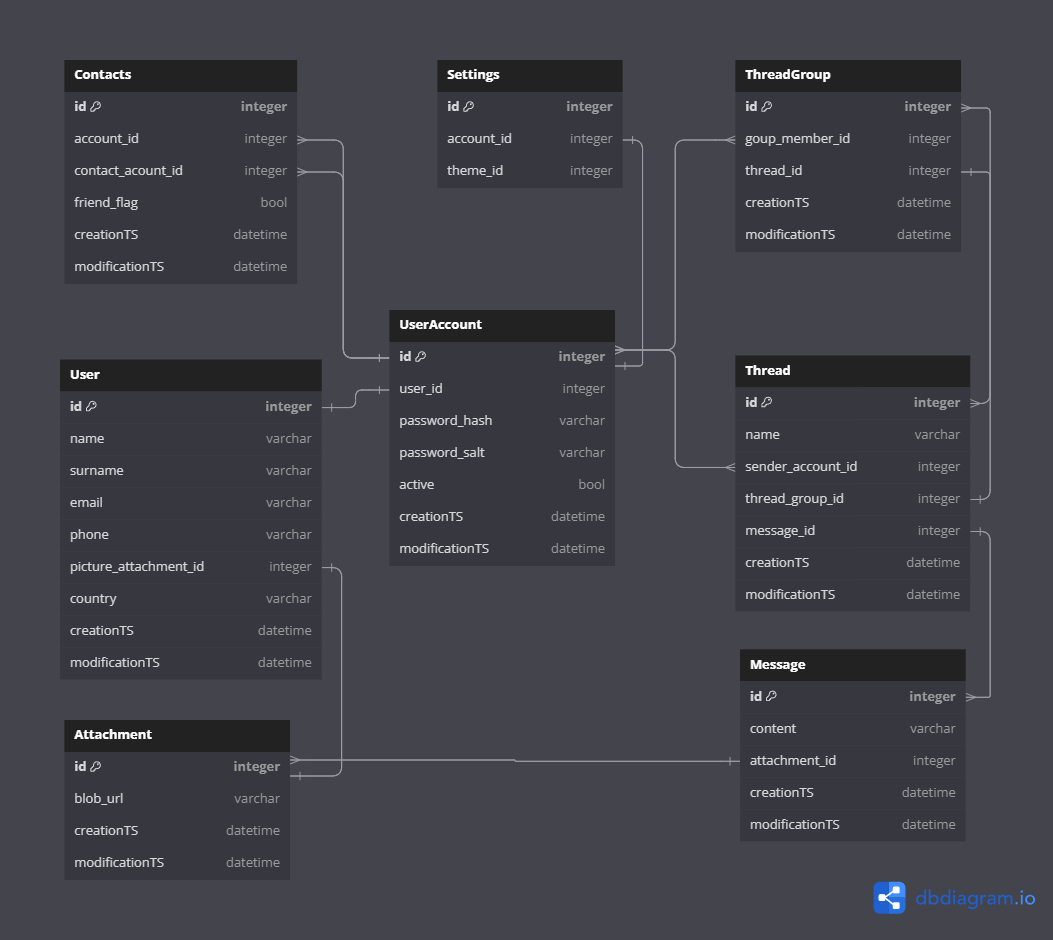 Contacts
id integer
account_id integer
contact_acount_id integer
friend_flag bool
creationTS datetime
modificationTS datetime
Settings
id integer
account_id integer
theme_id integer
ThreadGroup
id integer
goup_member_id integer
thread_id integer
creationTS datetime
modificationTS datetime
UserAccount
id integer
user_id integer
password_hash varchar
password_salt varchar
active bool
creationTS datetime
modificationTS datetime
User
id integer
name varchar
surname varchar
email varchar
phone varchar
picture_attachment_id integer
country varchar
creationTS datetime
modificationTS datetime
Thread
id integer
name varchar
sender_account_id integer
thread_group_id integer
message_id integer
creationTS datetime
modificationTS datetime
Attachment
id integer
blob_url varchar
creationTS datetime
modificationTS datetime
Message
id integer
content varchar
attachment_id integer
creationTS datetime
modificationTS datetime
dbdiagram.io